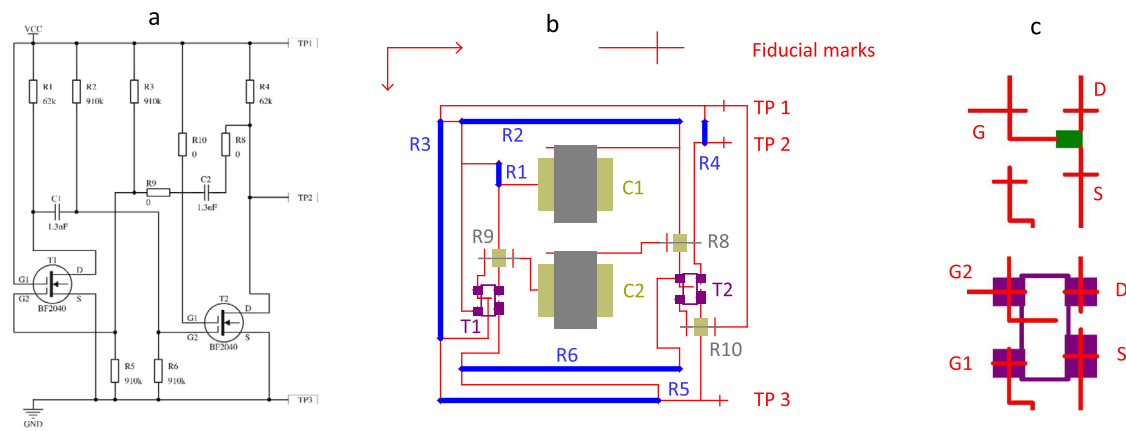 a
VCC
TP1
R1
62k
R2
910k
R3
910k
R4
62k
R10
0
R8
0
R9
0
C2
1.3nF
C1
1.3nF
TP2
T1
G1
D
G2
S
BF2040
T2
G1
D
G2
S
BF2040
R5
910k
R6
910k
TP3
GND
b
Fiducial marks
TP 1
R3
R2
TP 2
R4
R1
C1
R9
R8
C2
T2
T1
R10
R6
R5
TP 3
c
D
G
S
G2
D
G1
S